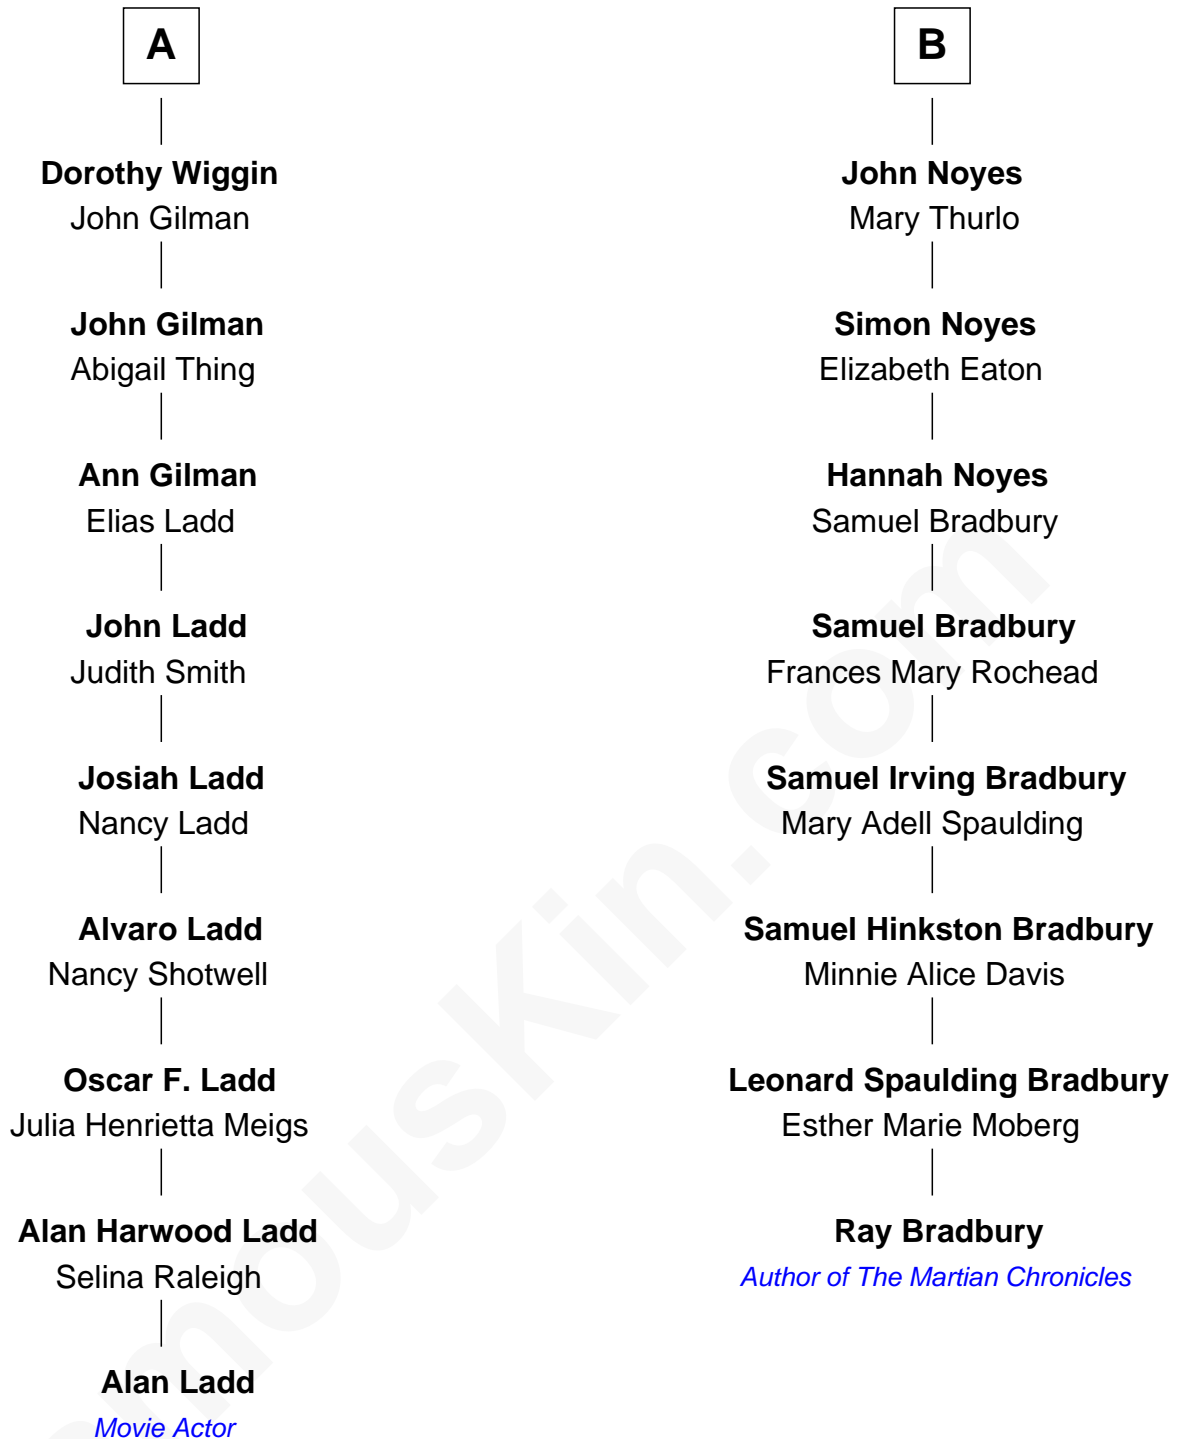 A
Dorothy Wiggin
John Gilman
John Gilman
Abigail Thing
Ann Gilman
Elias Ladd
John Ladd
Judith Smith
Josiah Ladd
Nancy Ladd
Alvaro Ladd
Nancy Shotwell
Oscar F. Ladd
Julia Henrietta Meigs
Alan Harwood Ladd
Selina Raleigh
Alan Ladd
Movie Actor
B
John Noyes
Mary Thurlo
Simon Noyes
Elizabeth Eaton
Hannah Noyes
Samuel Bradbury
Samuel Bradbury
Frances Mary Rochead
Samuel Irving Bradbury
Mary Adell Spaulding
Samuel Hinkston Bradbury
Minnie Alice Davis
Leonard Spaulding Bradbury
Esther Marie Moberg
Ray Bradbury
Author of The Martian Chronicles
mousKin.com